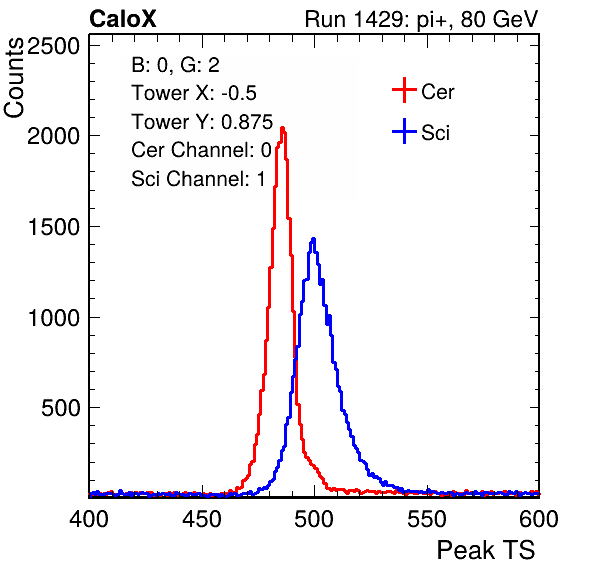 CaloX Run 1429: pi+, 80 GeV
Counts
B: 0, G: 2
Tower X: -0.5
Tower Y: 0.875
Cer Channel: 0
Sci Channel: 1
Cer
Sci
2500
2000
1500
1000
500
400 450 500 550 600
Peak TS